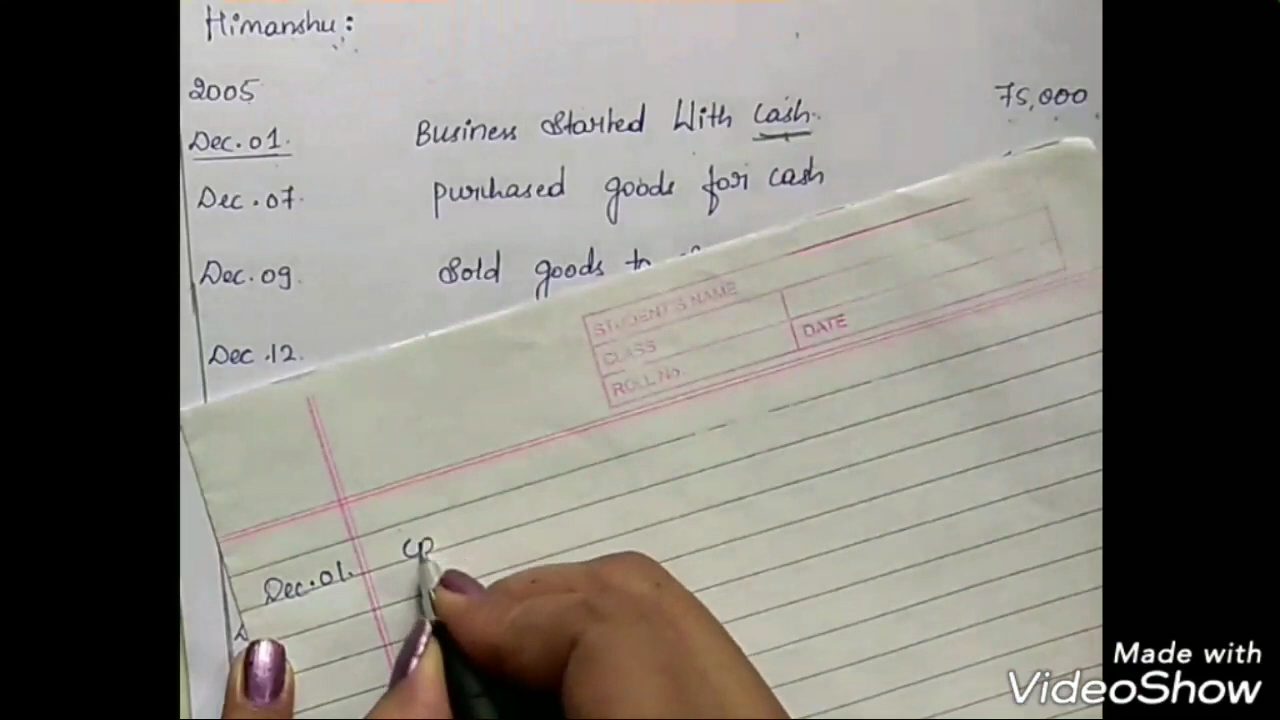 Himanshu:
2005
Dec.01. Business Started With Cash. 75,000
Dec.07. purchased goods for cash
Dec.09. Sold goods to
Dec.12.
STUDENT'S NAME
CLASS
DATE
ROLL No.
Dec.01.
Made with
VideoShow